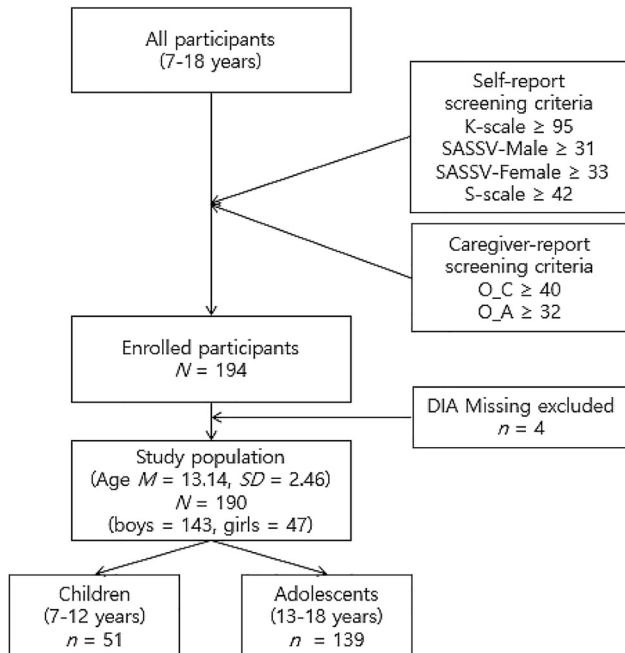 All participants
(7-18 years)
Self-report
screening criteria
K-scale ≥ 95
SASSV-Male ≥ 31
SASSV-Female ≥ 33
S-scale ≥ 42
Caregiver-report
screening criteria
O_C ≥ 40
O_A ≥ 32
Enrolled participants
N = 194
DIA Missing excluded
n = 4
Study population
(Age M = 13.14, SD = 2.46)
N = 190
(boys = 143, girls = 47)
Children
(7-12 years)
n = 51
Adolescents
(13-18 years)
n = 139